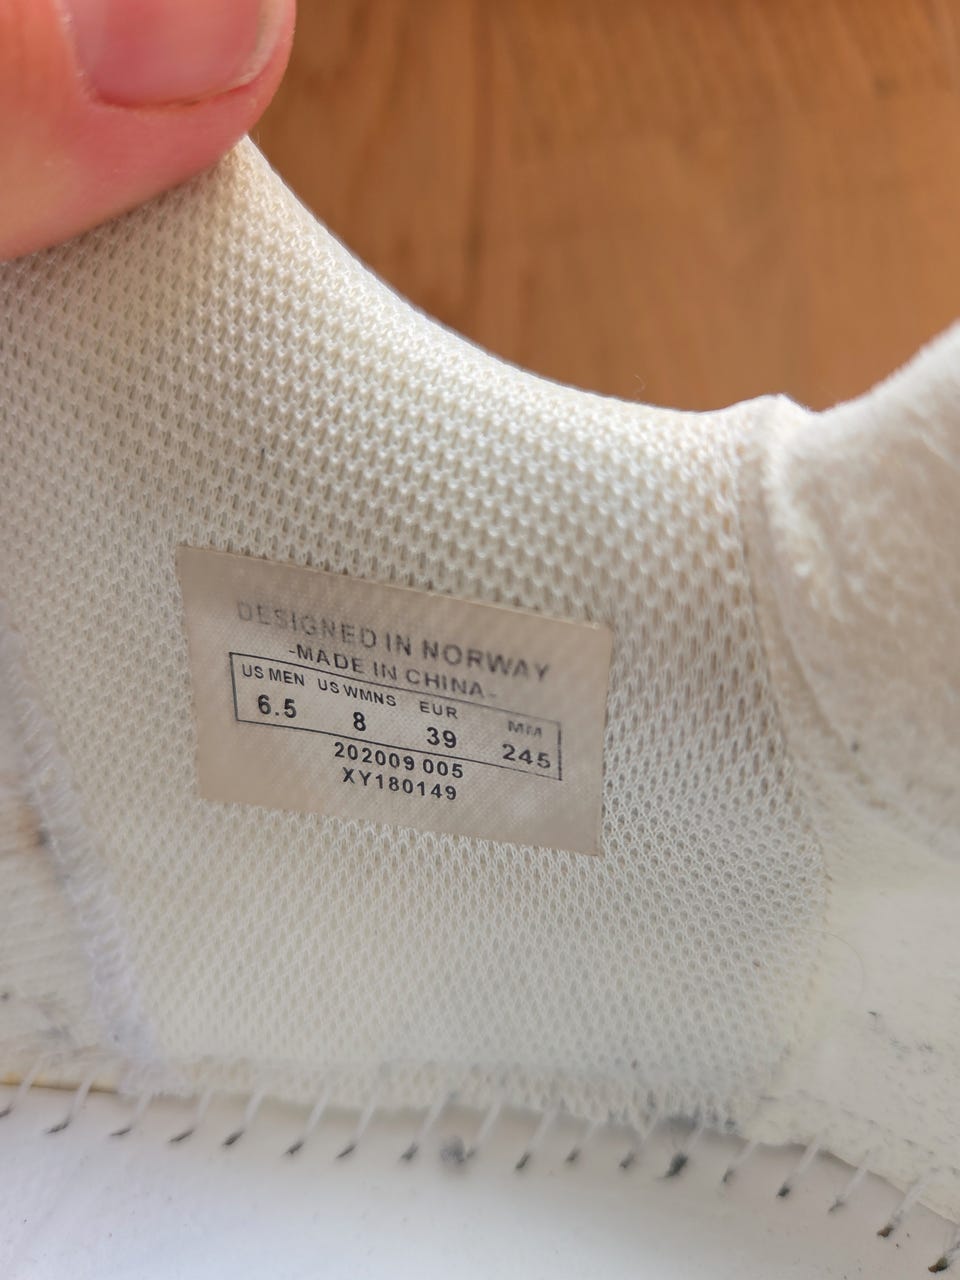 DESIGNED IN NORWAY
-MADE IN CHINA-
US MEN US WMNS EUR MM
6.5 8 39 245
202009 005
XY180149